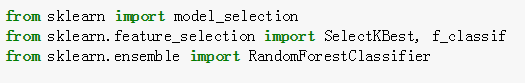 from sklearn import model_selection
from sklearn.feature_selection import SelectKBest, f_classif
from sklearn.ensemble import RandomForestClassifier